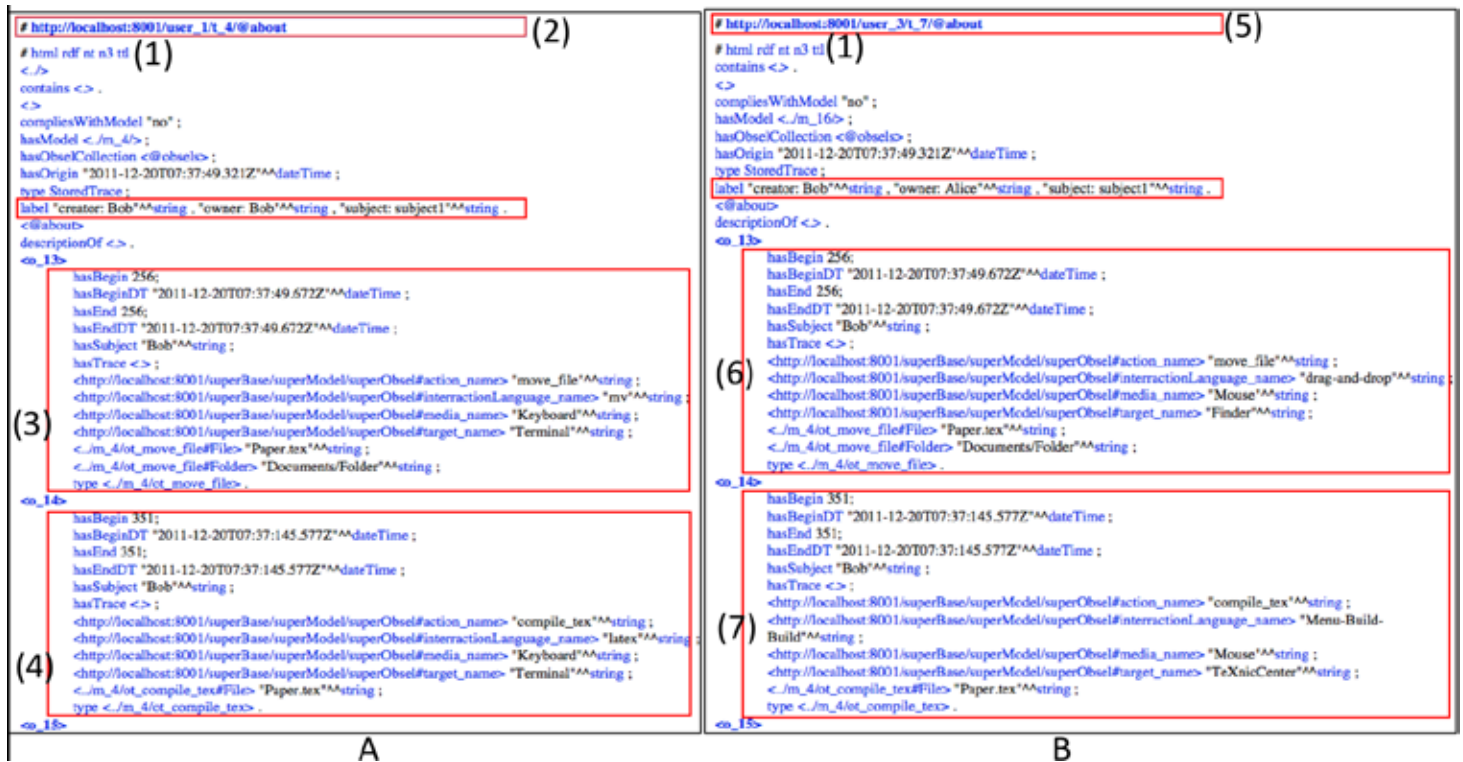 # http://localhost:8001/user_1/t_4/@about
(2)
# html rdf nt n3 ttl
(1)
<../>
contains <.> .
<.>
compliesWithModel "no" ;
hasModel <../m_4/> ;
hasObselCollection <@obsels> ;
hasOrigin "2011-12-20T07:37:49.321Z"^^dateTime ;
type StoredTrace ;
label "creator: Bob"^^string , "owner: Bob"^^string , "subject: subject1"^^string .
<@about>
descriptionOf <.> .
<o_13>
hasBegin 256;
hasBeginDT "2011-12-20T07:37:49.672Z"^^dateTime ;
hasEnd 256;
hasEndDT "2011-12-20T07:37:49.672Z"^^dateTime ;
hasSubject "Bob"^^string ;
hasTrace <.> ;
<http://localhost:8001/superBase/superModel/superObsel#action_name> "move_file"^^string ;
<http://localhost:8001/superBase/superModel/superObsel#interractionLanguage_name> "mv"^^string ;
<http://localhost:8001/superBase/superModel/superObsel#media_name> "Keyboard"^^string ;
(3)
<http://localhost:8001/superBase/superModel/superObsel#target_name> "Terminal"^^string ;
<../m_4/ot_move_file#File> "Paper.tex"^^string ;
<../m_4/ot_move_file#Folder> "Documents/Folder"^^string ;
type <../m_4/ot_move_file> .
<o_14>
hasBegin 351;
hasBeginDT "2011-12-20T07:37:145.577Z"^^dateTime ;
hasEnd 351;
hasEndDT "2011-12-20T07:37:145.577Z"^^dateTime ;
hasSubject "Bob"^^string ;
hasTrace <.> ;
<http://localhost:8001/superBase/superModel/superObsel#action_name> "compile_tex"^^string ;
<http://localhost:8001/superBase/superModel/superObsel#interractionLanguage_name> "latex"^^string ;
<http://localhost:8001/superBase/superModel/superObsel#media_name> "Keyboard"^^string ;
(4)
<http://localhost:8001/superBase/superModel/superObsel#target_name> "Terminal"^^string ;
<../m_4/ot_compile_tex#File> "Paper.tex"^^string ;
type <../m_4/ot_compile_tex> .
<o_15>
A
# http://localhost:8001/user_3/t_7/@about
(5)
# html rdf nt n3 ttl
(1)
contains <.> .
<.>
compliesWithModel "no" ;
hasModel <../m_16/> ;
hasObselCollection <@obsels> ;
hasOrigin "2011-12-20T07:37:49.321Z"^^dateTime ;
type StoredTrace ;
label "creator: Bob"^^string , "owner: Alice"^^string , "subject: subject1"^^string .
<@about>
descriptionOf <.> .
<o_13>
hasBegin 256;
hasBeginDT "2011-12-20T07:37:49.672Z"^^dateTime ;
hasEnd 256;
hasEndDT "2011-12-20T07:37:49.672Z"^^dateTime ;
hasSubject "Bob"^^string ;
hasTrace <.> ;
<http://localhost:8001/superBase/superModel/superObsel#action_name> "move_file"^^string ;
(6)
<http://localhost:8001/superBase/superModel/superObsel#interractionLanguage_name> "drag-and-drop"^^string ;
<http://localhost:8001/superBase/superModel/superObsel#media_name> "Mouse"^^string ;
<http://localhost:8001/superBase/superModel/superObsel#target_name> "Finder"^^string ;
<../m_4/ot_move_file#File> "Paper.tex"^^string ;
<../m_4/ot_move_file#Folder> "Documents/Folder"^^string ;
type <../m_4/ot_move_file> .
<o_14>
hasBegin 351;
hasBeginDT "2011-12-20T07:37:145.577Z"^^dateTime ;
hasEnd 351;
hasEndDT "2011-12-20T07:37:145.577Z"^^dateTime ;
hasSubject "Bob"^^string ;
hasTrace <.> ;
<http://localhost:8001/superBase/superModel/superObsel#action_name> "compile_tex"^^string ;
<http://localhost:8001/superBase/superModel/superObsel#interractionLanguage_name> "Menu-Build-
(7)
Build"^^string ;
<http://localhost:8001/superBase/superModel/superObsel#media_name> "Mouse"^^string ;
<http://localhost:8001/superBase/superModel/superObsel#target_name> "TeXnicCenter"^^string ;
<../m_4/ot_compile_tex#File> "Paper.tex"^^string ;
type <../m_4/ot_compile_tex> .
<o_15>
B